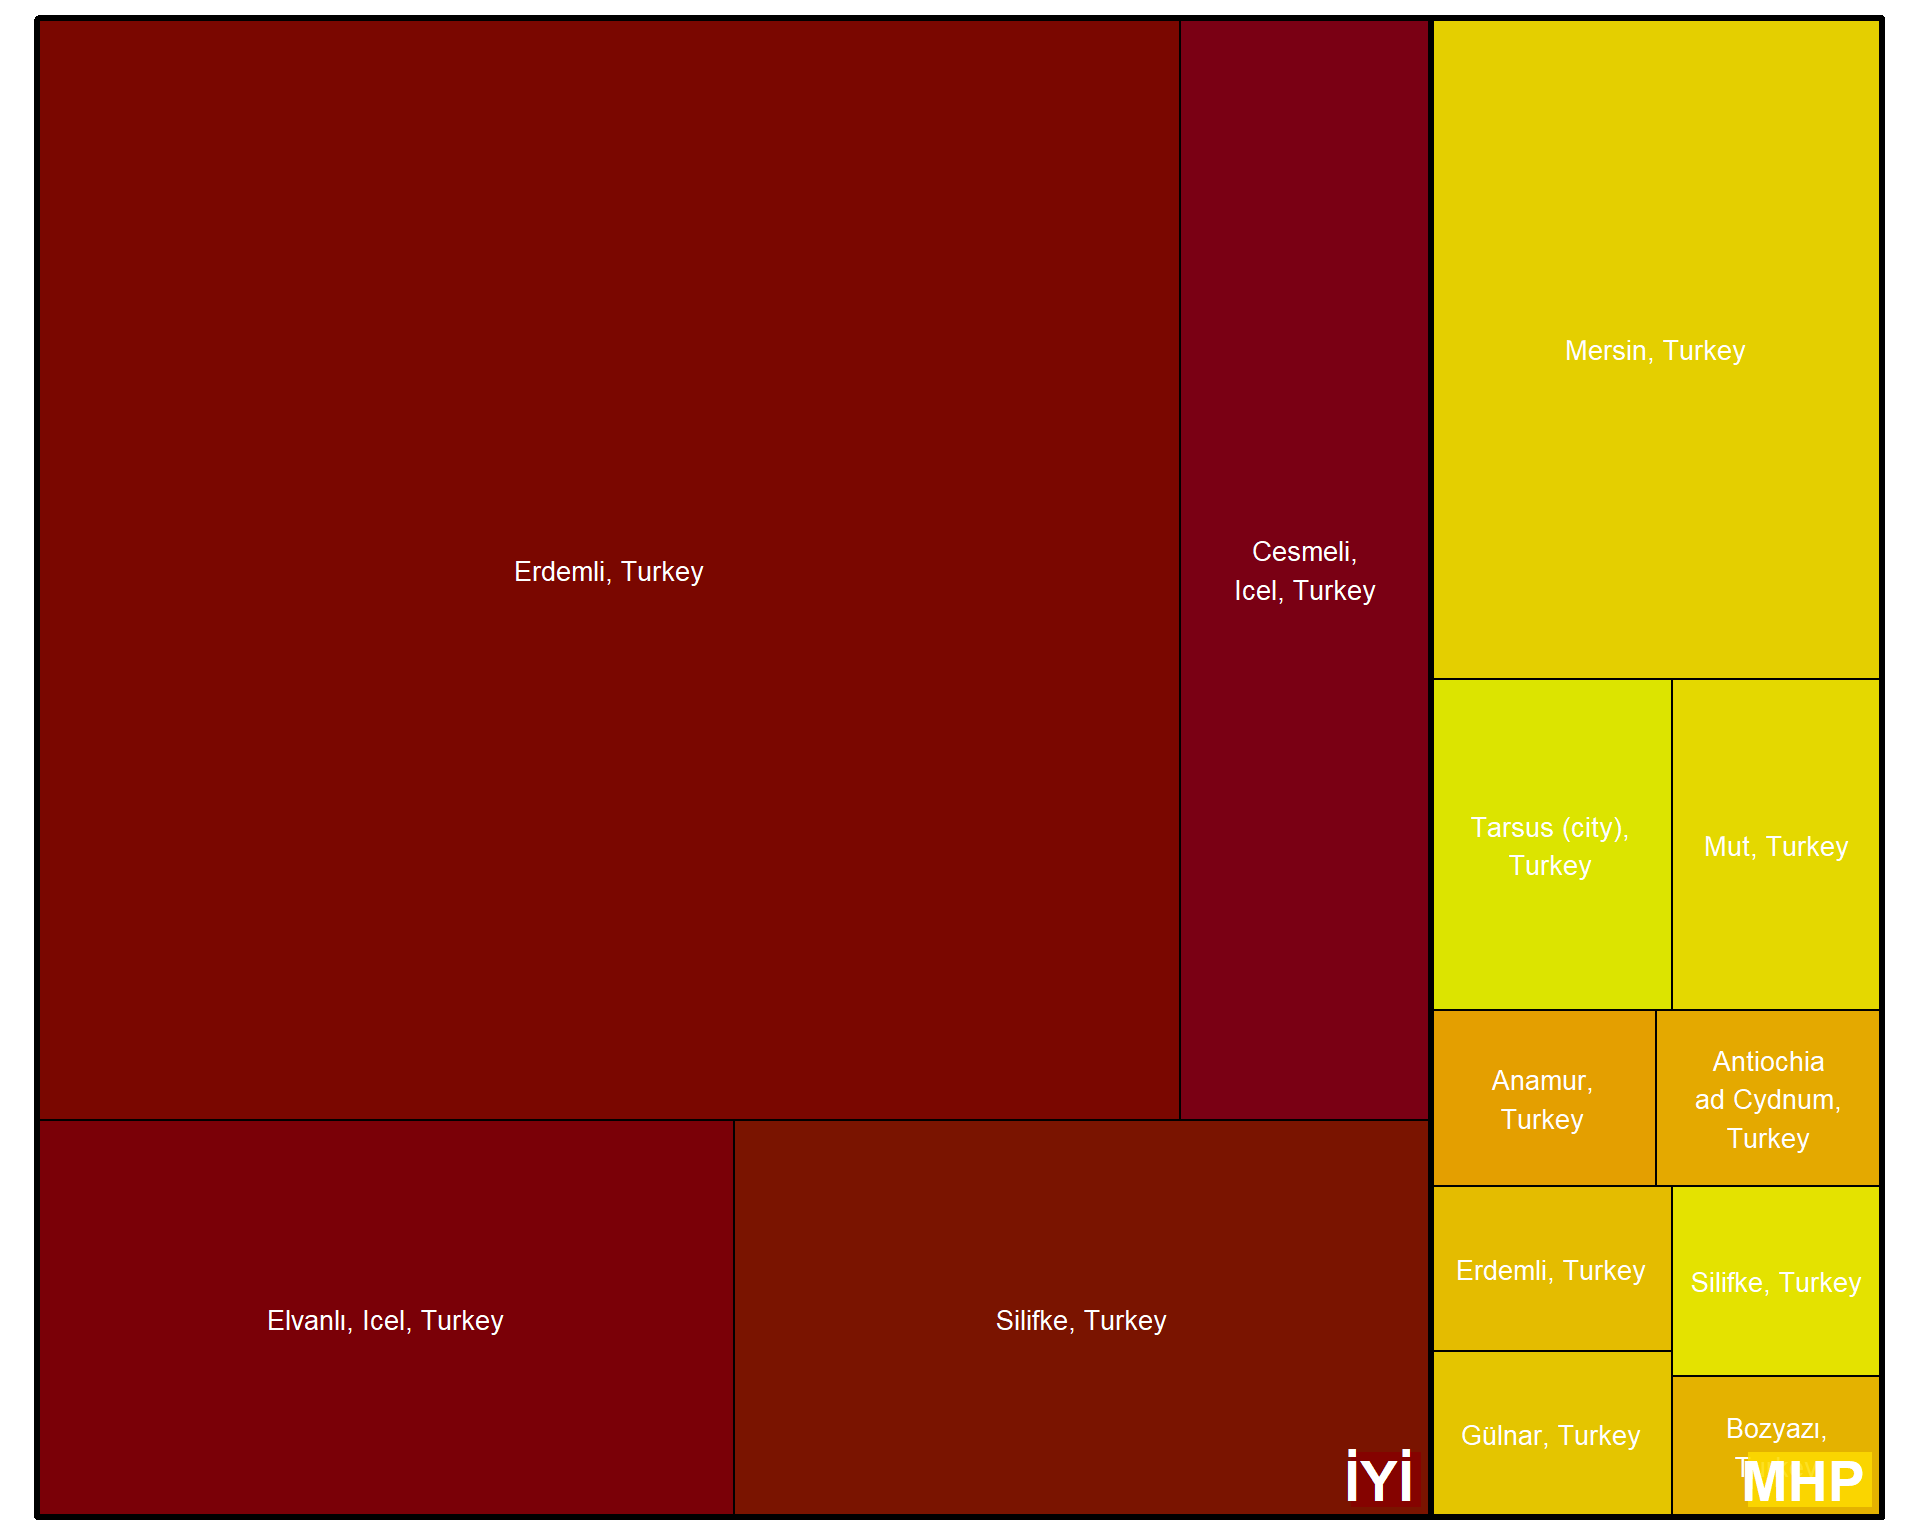 Erdemli, Turkey
Cesmeli,
Icel, Turkey
Elvanlı, Icel, Turkey
Silifke, Turkey
İYİ
Mersin, Turkey
Tarsus (city),
Turkey
Mut, Turkey
Anamur,
Turkey
Antiochia
ad Cydnum,
Turkey
Erdemli, Turkey
Silifke, Turkey
Gülnar, Turkey
Bozyazı,
MHP